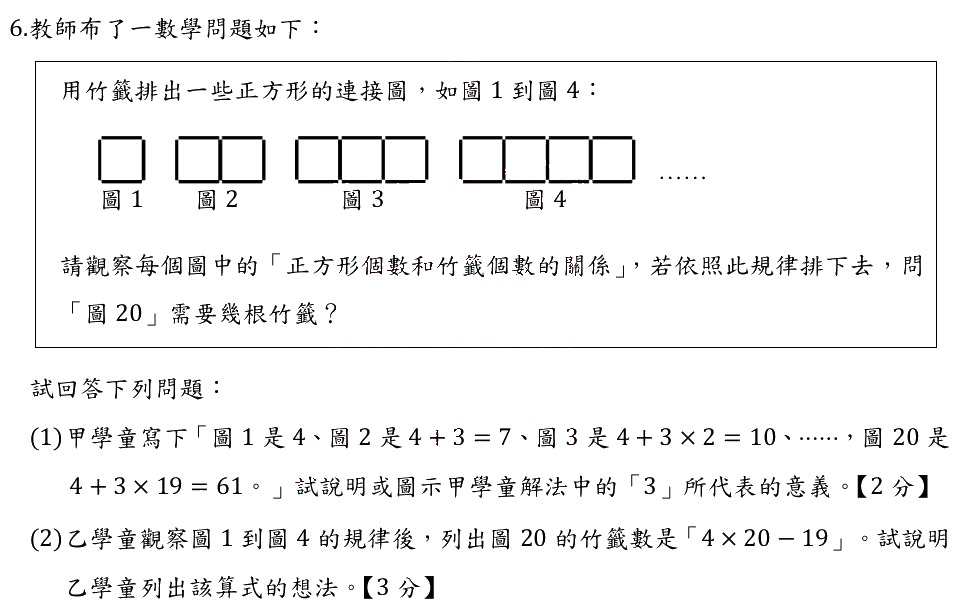 6.教師布了一數學問題如下：
用竹籤排出一些正方形的連接圖，如圖 1 到圖 4：
圖 1 圖 2 圖 3 圖 4 ……
請觀察每個圖中的「正方形個數和竹籤個數的關係」，若依照此規律排下去，問
「圖 20」需要幾根竹籤？
試回答下列問題：
(1)甲學童寫下「圖 1 是 4、圖 2 是 4 + 3 = 7、圖 3 是 4 + 3 × 2 = 10、……，圖 20 是
4 + 3 × 19 = 61。」試說明或圖示甲學童解法中的「3」所代表的意義。【2 分】
(2)乙學童觀察圖 1 到圖 4 的規律後，列出圖 20 的竹籤數是「4 × 20 − 19」。試說明
乙學童列出該算式的想法。【3 分】